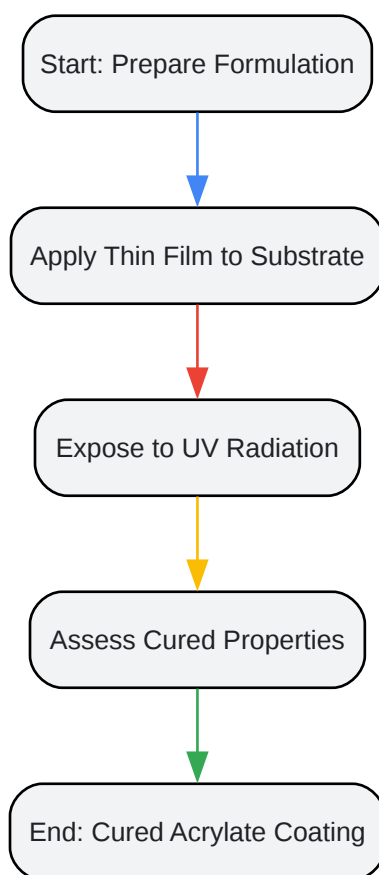 Start: Prepare Formulation
Apply Thin Film to Substrate
Expose to UV Radiation
Assess Cured Properties
End: Cured Acrylate Coating